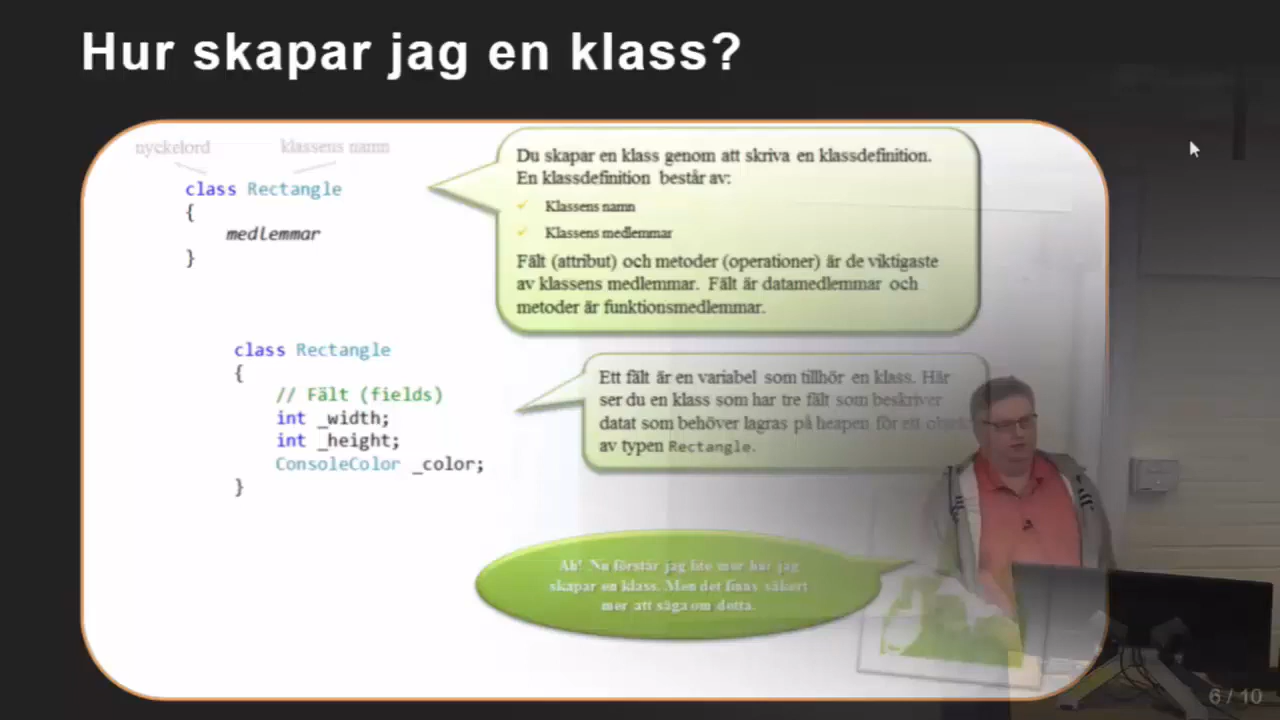 Hur skapar jag en klass?
nyckelord
klassens namn
class Rectangle
{
medlemmar
}
Du skapar en klass genom att skriva en klassdefinition.
En klassdefinition består av:
Klassens namn
Klassens medlemmar
Fält (attribut) och metoder (operationer) är de viktigaste
av klassens medlemmar. Fält är datamedlemmar och
metoder är funktionsmedlemmar.
class Rectangle
{
// Fält (fields)
int _width;
int _height;
ConsoleColor _color;
}
Ett fält är en variabel som tillhör en klass. Här
ser du en klass som har tre fält som beskriver
datat som behöver lagras på heapen för ett objekt
av typen Rectangle.
Ah! Nu förstår jag lite mer hur jag
skapar en klass. Men det finns säkert
mer att säga om detta.
6 / 10